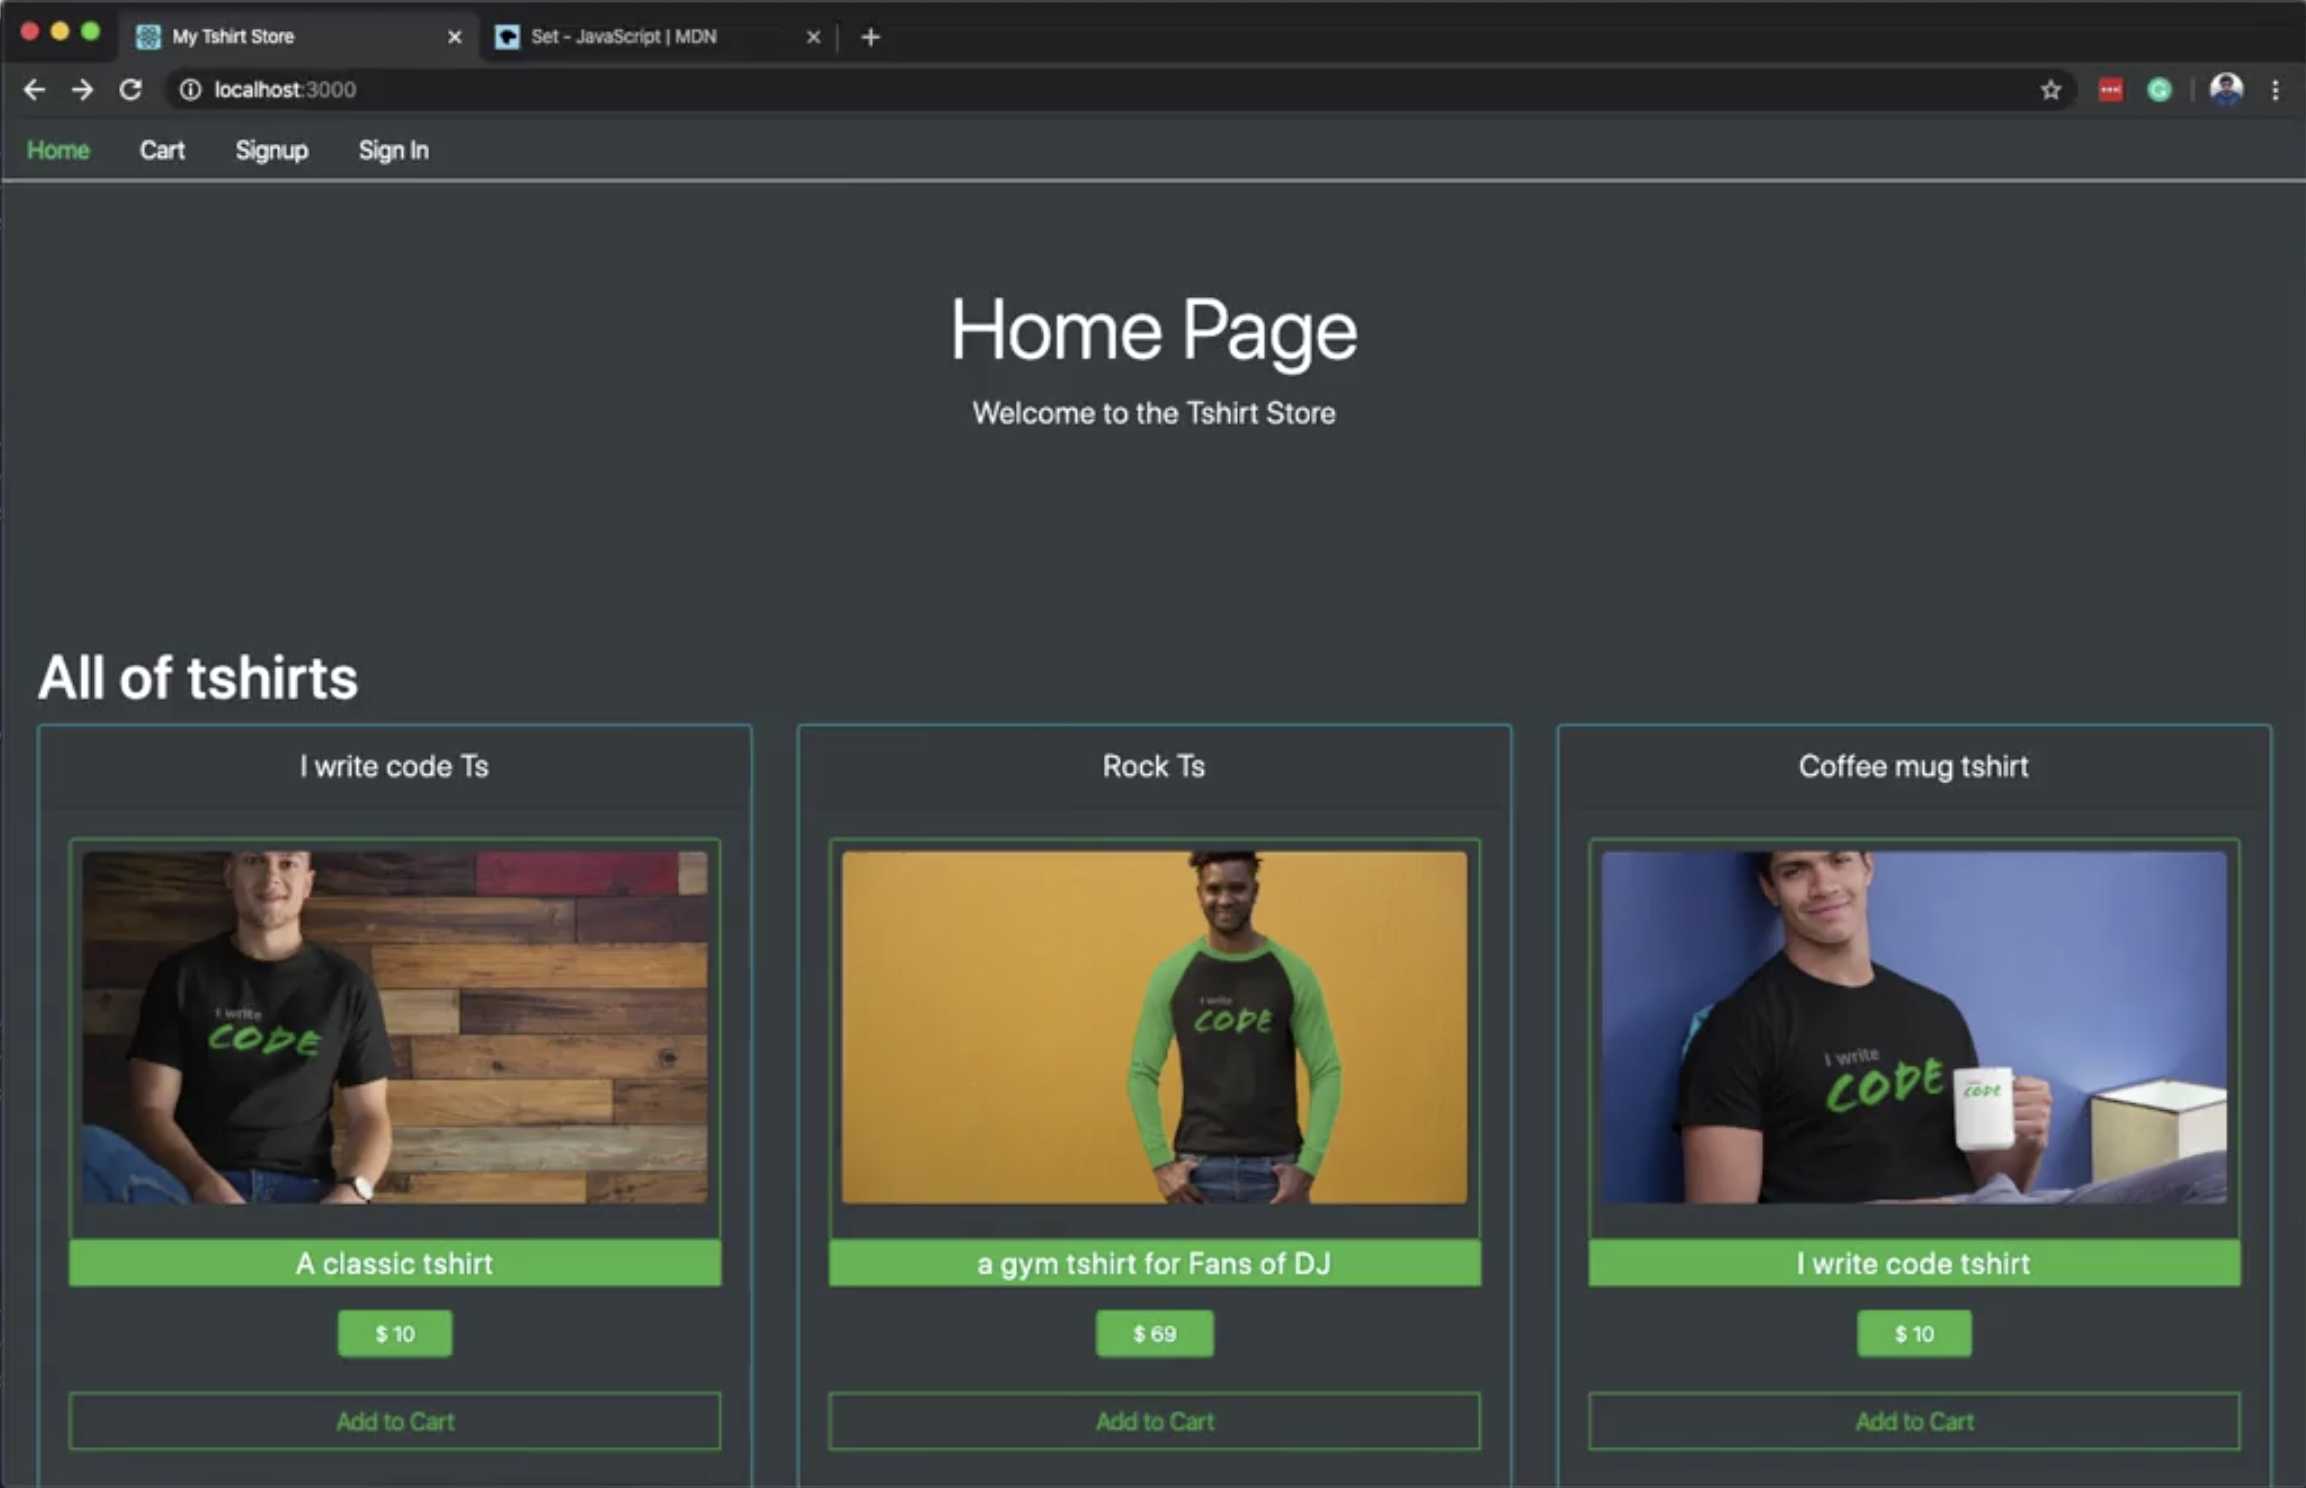 My Tshirt Store
Set - JavaScript | MDN
localhost:3000
Home Cart Signup Sign In
Home Page
Welcome to the Tshirt Store
All of tshirts
I write code Ts
Rock Ts
Coffee mug tshirt
I write
CODE
I write
CODE
I write
CODE
CODE
A classic tshirt
a gym tshirt for Fans of DJ
I write code tshirt
$ 10
$ 69
$ 10
Add to Cart
Add to Cart
Add to Cart